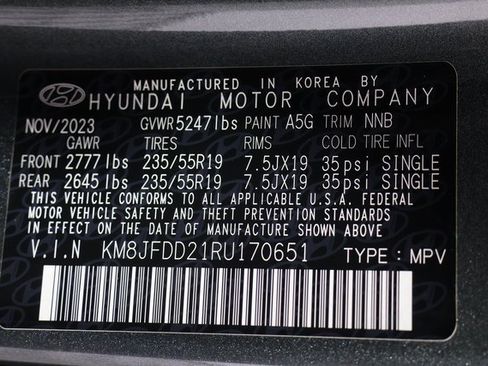 MANUFACTURED IN KOREA BY
HYUNDAI MOTOR COMPANY
NOV/2023 GVWR 5247lbs PAINT A5G TRIM NNB
GAWR TIRES RIMS COLD TIRE INFL
FRONT 2777lbs 235/55R19 7.5JX19 35psi SINGLE
REAR 2645lbs 235/55R19 7.5JX19 35psi SINGLE
THIS VEHICLE CONFORMS TO ALL APPLICABLE U.S.A. FEDERAL
MOTOR VEHICLE SAFETY AND THEFT PREVENTION STANDARDS
IN EFFECT ON THE DATE OF MANUFACTURE SHOWN ABOVE.
V.I.N KM8JFDD21RU170651 TYPE : MPV